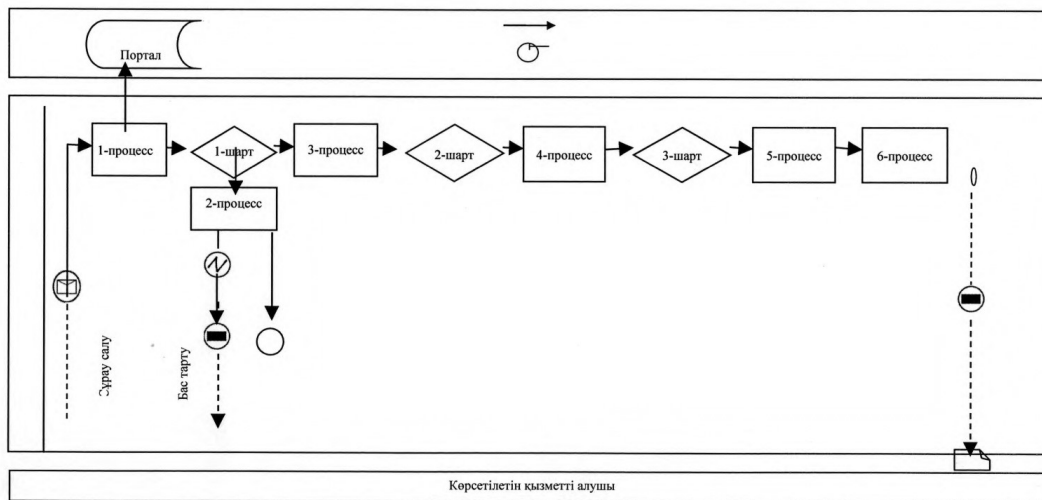 Портал
1-процесс
1-шарт
3-процесс
2-шарт
4-процесс
3-шарт
5-процесс
6-процесс
2-процесс
Сұрау салу
Бас тарту
Көрсетілетін қызметті алушы